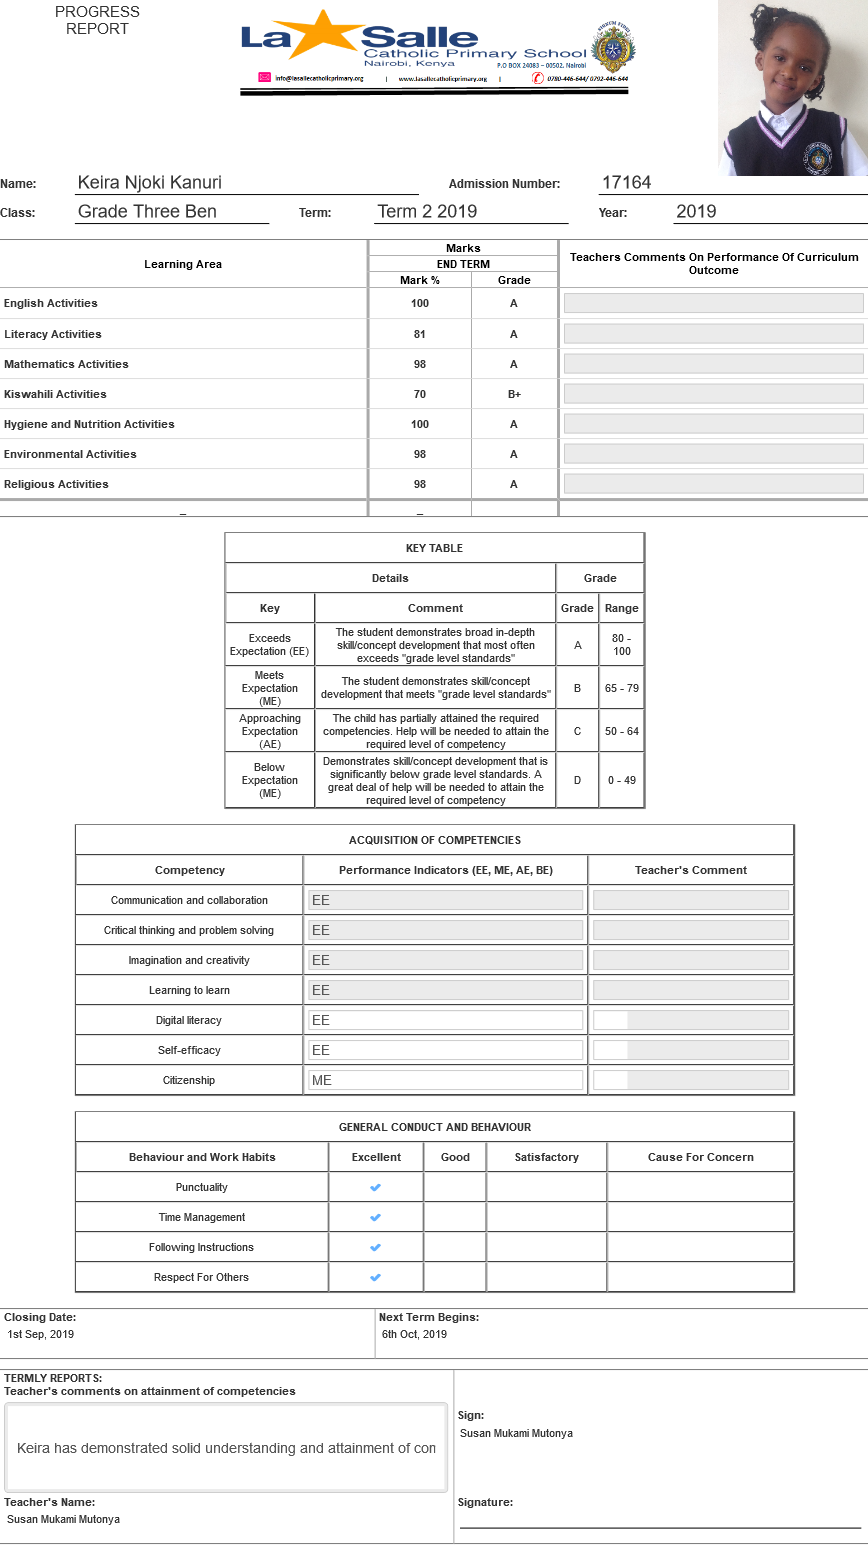 PROGRESS
REPORT
La Salle
Catholic Primary School
Nairobi, Kenya
P.O BOX 24083 – 00502, Nairobi
info@lasallecatholicprimary.org | www.lasallecatholicprimary.org | 0780-446-644/ 0792-446-644
Name: Keira Njoki Kanuri Admission Number: 17164
Class: Grade Three Ben Term: Term 2 2019 Year: 2019
Learning Area Marks Teachers Comments On Performance Of Curriculum Outcome
END TERM
Mark % Grade
English Activities 100 A
Literacy Activities 81 A
Mathematics Activities 98 A
Kiswahili Activities 70 B+
Hygiene and Nutrition Activities 100 A
Environmental Activities 98 A
Religious Activities 98 A
_ _
KEY TABLE
Details Grade
Key Comment Grade Range
Exceeds Expectation (EE) The student demonstrates broad in-depth skill/concept development that most often exceeds "grade level standards" A 80 - 100
Meets Expectation (ME) The student demonstrates skill/concept development that meets "grade level standards" B 65 - 79
Approaching Expectation (AE) The child has partially attained the required competencies. Help will be needed to attain the required level of competency C 50 - 64
Below Expectation (ME) Demonstrates skill/concept development that is significantly below grade level standards. A great deal of help will be needed to attain the required level of competency D 0 - 49
ACQUISITION OF COMPETENCIES
Competency Performance Indicators (EE, ME, AE, BE) Teacher's Comment
Communication and collaboration EE
Critical thinking and problem solving EE
Imagination and creativity EE
Learning to learn EE
Digital literacy EE
Self-efficacy EE
Citizenship ME
GENERAL CONDUCT AND BEHAVIOUR
Behaviour and Work Habits Excellent Good Satisfactory Cause For Concern
Punctuality
Time Management
Following Instructions
Respect For Others
Closing Date: Next Term Begins:
1st Sep, 2019 6th Oct, 2019
TERMLY REPORTS:
Teacher's comments on attainment of competencies
Keira has demonstrated solid understanding and attainment of con
Sign:
Susan Mukami Mutonya
Teacher's Name: Signature:
Susan Mukami Mutonya